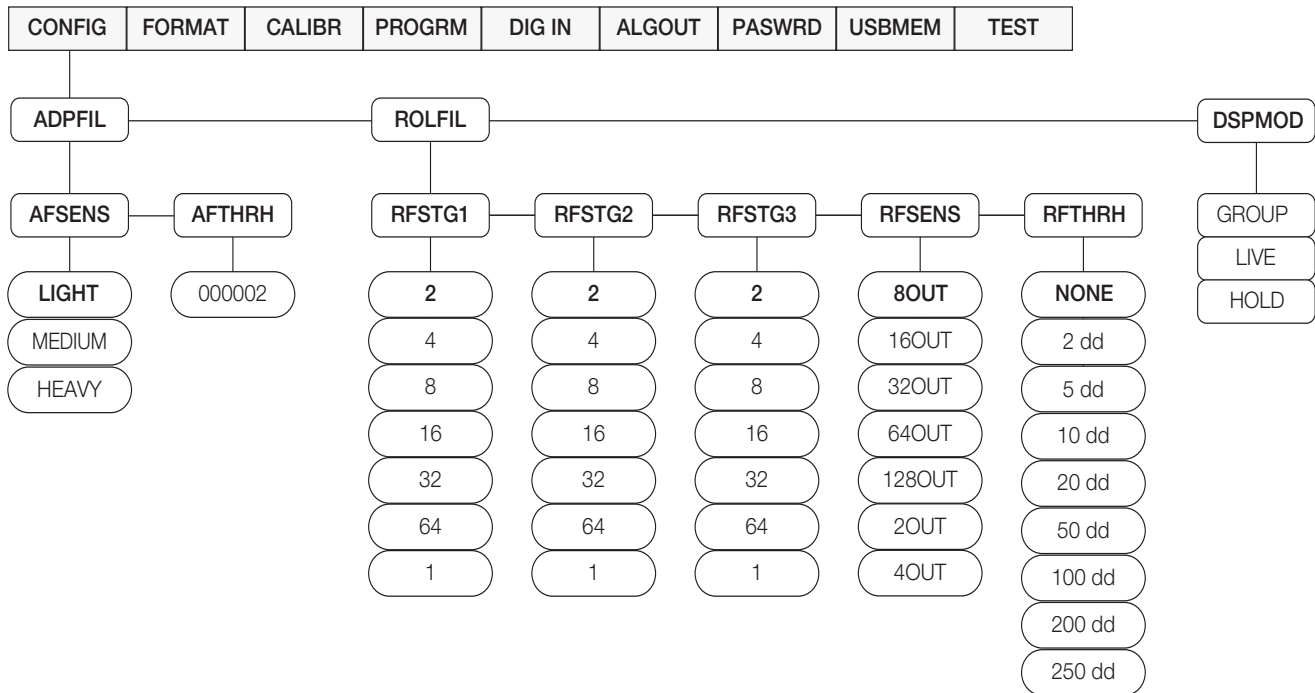 CONFIG FORMAT CALIBR PROGRM DIG IN ALGOUT PASWRD USBMEM TEST
ADPFIL ROLFIL DSPMOD
AFSENS AFTHRH RFSTG1 RFSTG2 RFSTG3 RFSENS RFTHRH GROUP
LIVE
LIGHT 000002 2 2 2 8OUT NONE HOLD
MEDIUM 4 4 4 16OUT 2 dd
HEAVY 8 8 8 32OUT 5 dd
16 16 16 64OUT 10 dd
32 32 32 128OUT 20 dd
64 64 64 2OUT 50 dd
1 1 1 4OUT 100 dd
200 dd
250 dd